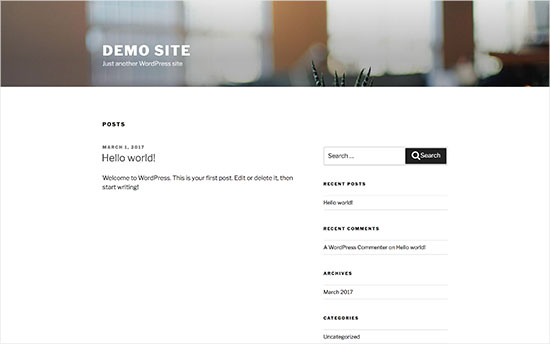 DEMO SITE
Just another WordPress site
POSTS
MARCH 1, 2017
Hello world!
Welcome to WordPress. This is your first post. Edit or delete it, then
start writing!
Search …
Search
RECENT POSTS
Hello world!
RECENT COMMENTS
A WordPress Commenter on Hello world!
ARCHIVES
March 2017
CATEGORIES
Uncategorized